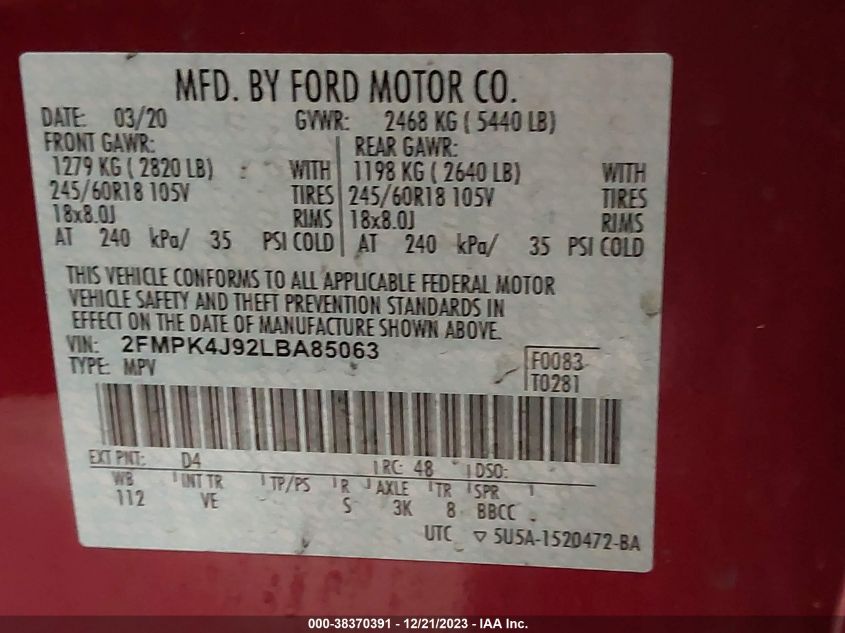 MFD. BY FORD MOTOR CO.
DATE: 03/20 GVWR: 2468 KG ( 5440 LB)
FRONT GAWR: REAR GAWR:
1279 KG ( 2820 LB) WITH 1198 KG ( 2640 LB) WITH
245/60R18 105V TIRES 245/60R18 105V TIRES
18x8.0J RIMS 18x8.0J RIMS
AT 240 kPa/ 35 PSI COLD AT 240 kPa/ 35 PSI COLD
THIS VEHICLE CONFORMS TO ALL APPLICABLE FEDERAL MOTOR
VEHICLE SAFETY AND THEFT PREVENTION STANDARDS IN
EFFECT ON THE DATE OF MANUFACTURE SHOWN ABOVE.
VIN: 2FMPK4J92LBA85063 F0083
TYPE: MPV T0281
EXT PNT: D4 RC: 48 DSO:
WB INT TR TP/PS R AXLE TR SPR
112 VE S 3K 8 BBCC
UTC ▽ 5U5A-1520472-BA
000-38370391 - 12/21/2023 - IAA Inc.